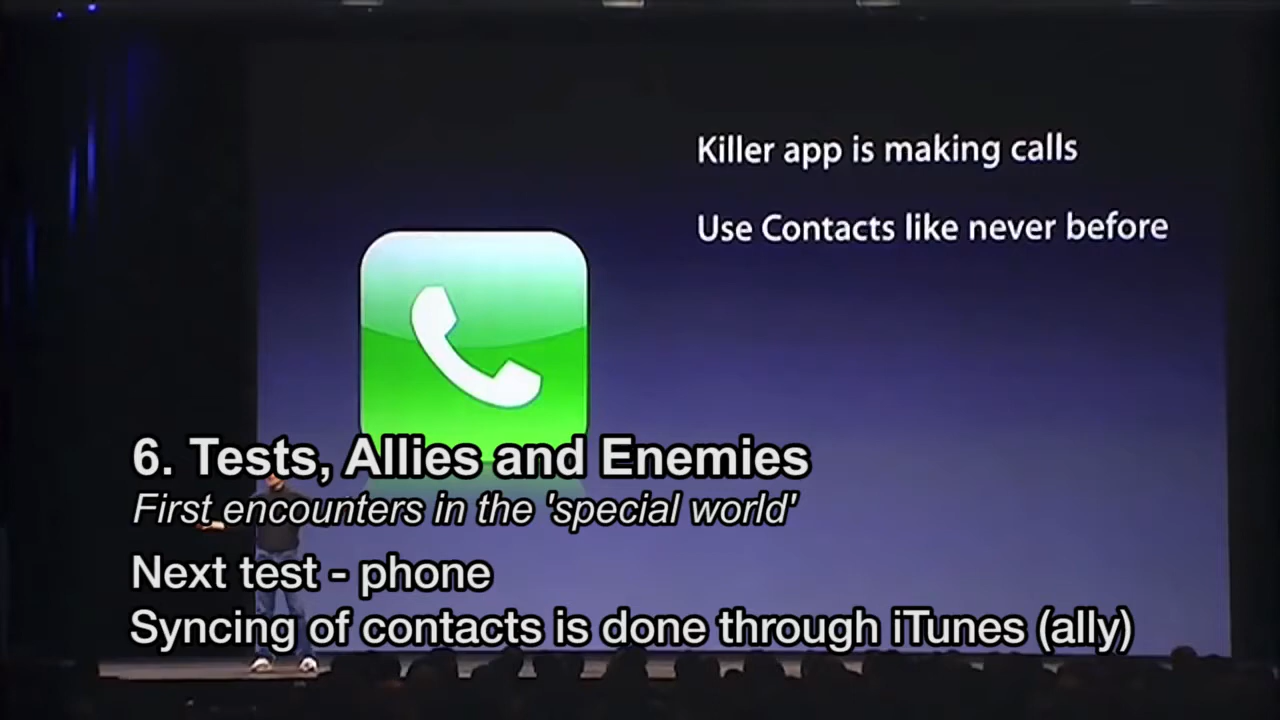 Killer app is making calls
Use Contacts like never before
6. Tests, Allies and Enemies
First encounters in the 'special world'
Next test - phone
Syncing of contacts is done through iTunes (ally)